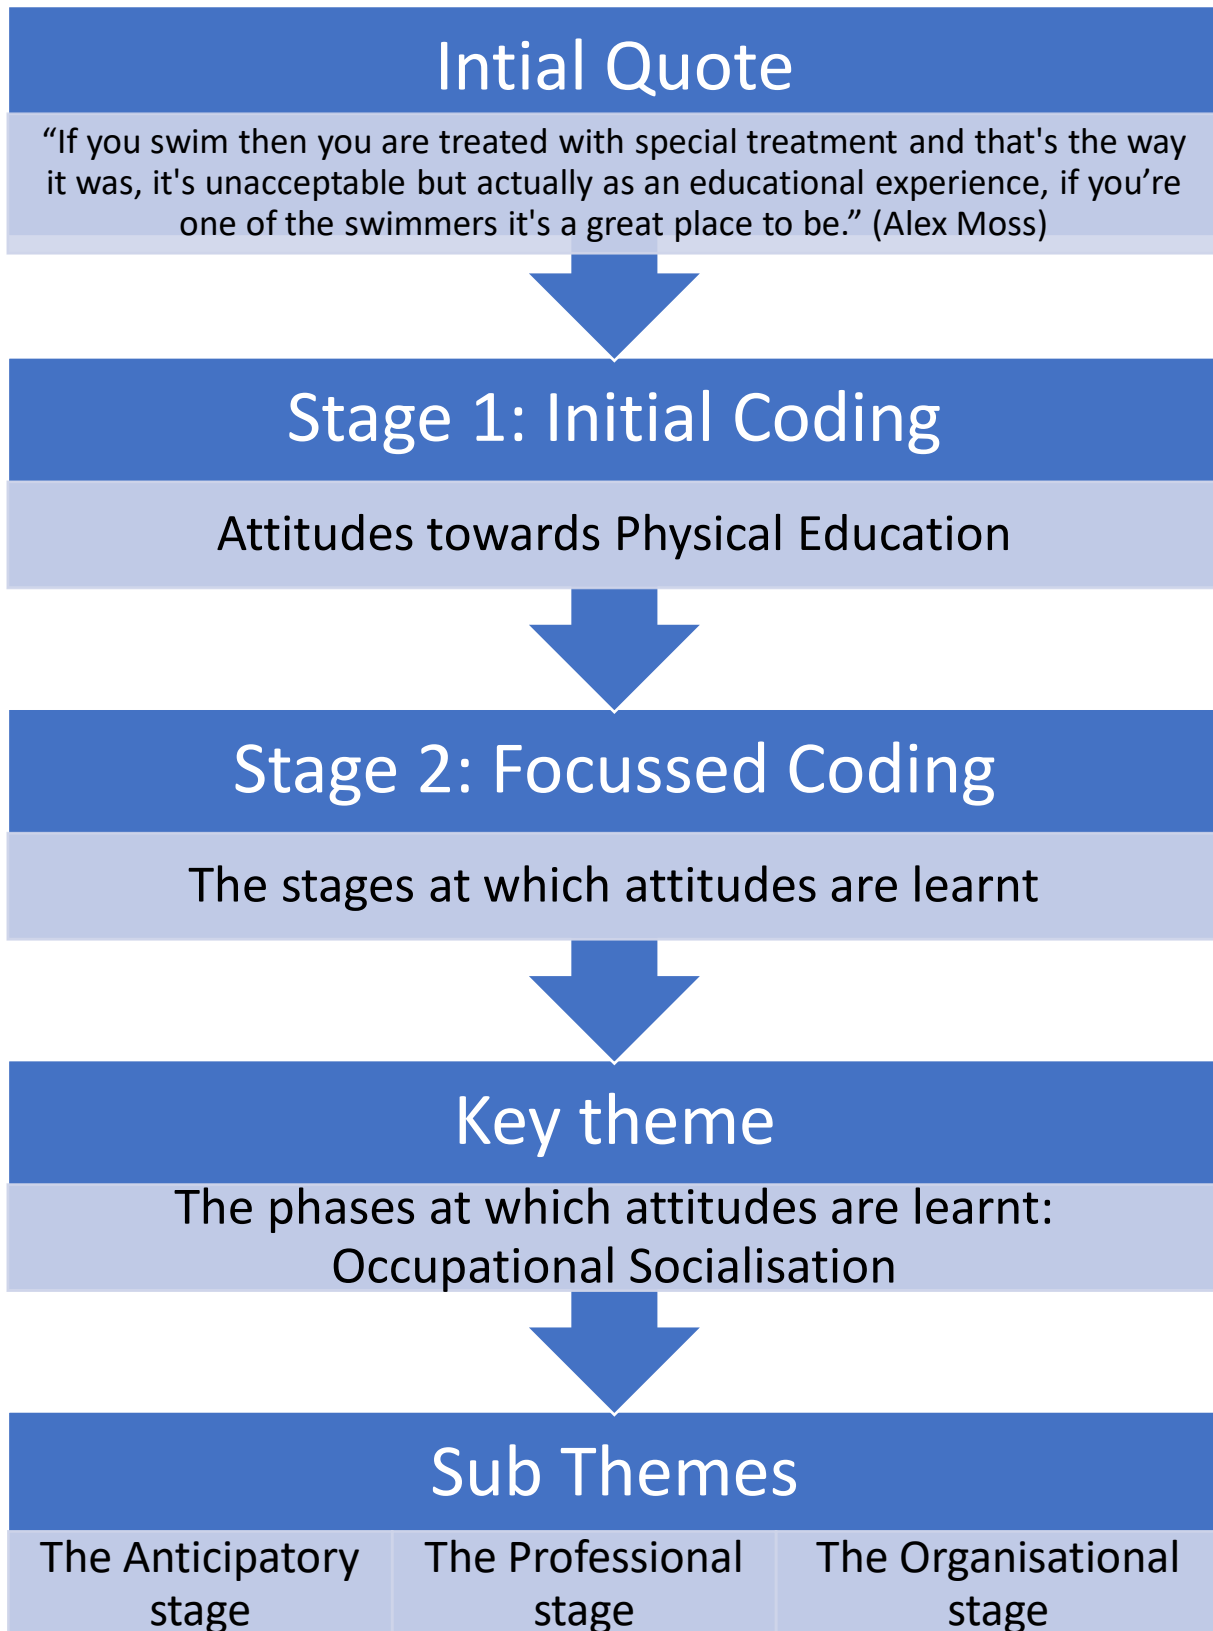 Intial Quote
“If you swim then you are treated with special treatment and that's the way
it was, it's unacceptable but actually as an educational experience, if you’re
one of the swimmers it's a great place to be.” (Alex Moss)
Stage 1: Initial Coding
Attitudes towards Physical Education
Stage 2: Focussed Coding
The stages at which attitudes are learnt
Key theme
The phases at which attitudes are learnt:
Occupational Socialisation
Sub Themes
The Anticipatory
stage
The Professional
stage
The Organisational
stage